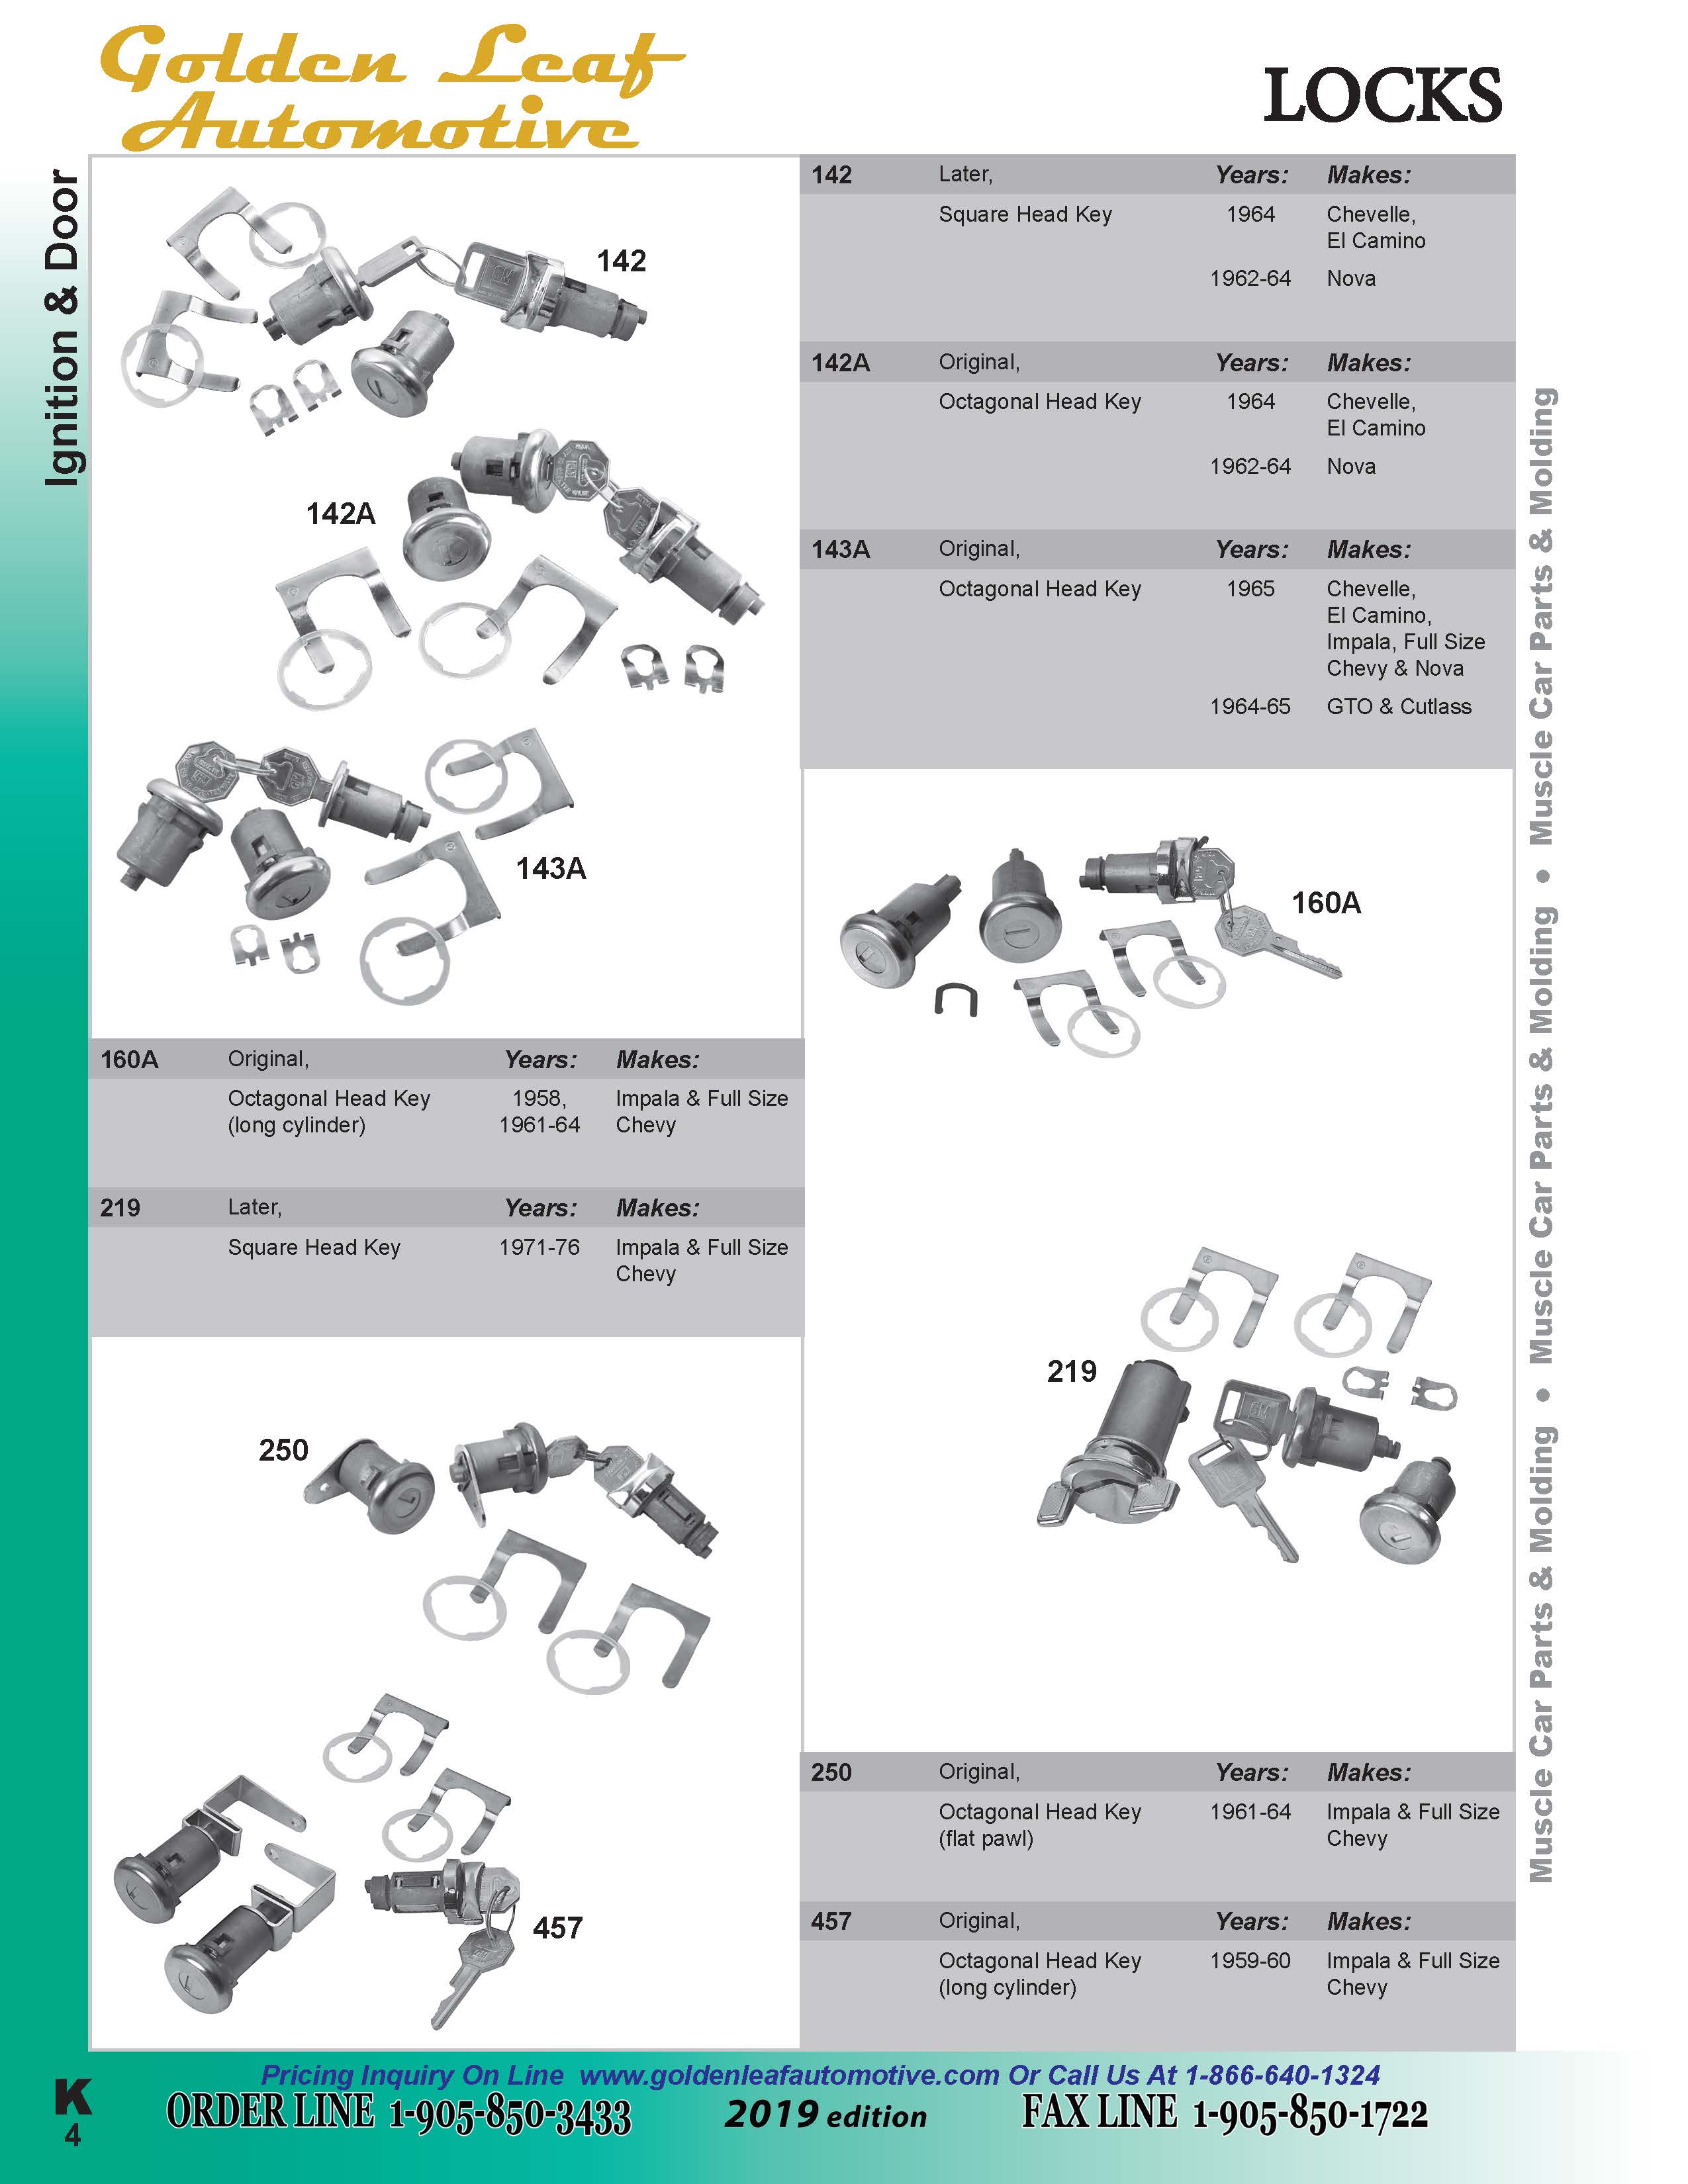 Golden Leaf
Automotive
LOCKS
Ignition & Door
142
142A
143A
142 Later, Years: Makes:
Square Head Key 1964 Chevelle,
El Camino
1962-64 Nova
142A Original, Years: Makes:
Octagonal Head Key 1964 Chevelle,
El Camino
1962-64 Nova
143A Original, Years: Makes:
Octagonal Head Key 1965 Chevelle,
El Camino,
Impala, Full Size
Chevy & Nova
1964-65 GTO & Cutlass
160A
160A Original, Years: Makes:
Octagonal Head Key 1958, Impala & Full Size
(long cylinder) 1961-64 Chevy
219 Later, Years: Makes:
Square Head Key 1971-76 Impala & Full Size
Chevy
219
250
457
250 Original, Years: Makes:
Octagonal Head Key 1961-64 Impala & Full Size
(flat pawl) Chevy
457 Original, Years: Makes:
Octagonal Head Key 1959-60 Impala & Full Size
(long cylinder) Chevy
Muscle Car Parts & Molding • Muscle Car Parts & Molding • Muscle Car Parts & Molding
Pricing Inquiry On Line www.goldenleafautomotive.com Or Call Us At 1-866-640-1324
K
4
ORDER LINE 1-905-850-3433 2019 edition FAX LINE 1-905-850-1722